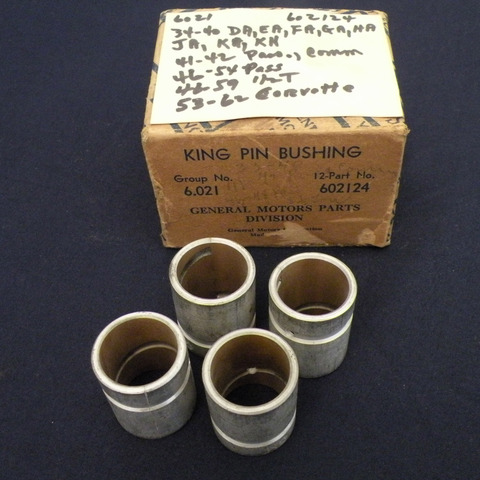 6021 602124
34-40 DA, EA, FA, GA, HA
JA, KA, KH
41-42 Pass., Comm
46-54 Pass
46-59 1/2 T
53-62 Corvette
KING PIN BUSHING
Group No. 12-Part No.
6.021 602124
GENERAL MOTORS PARTS
DIVISION
General Motors